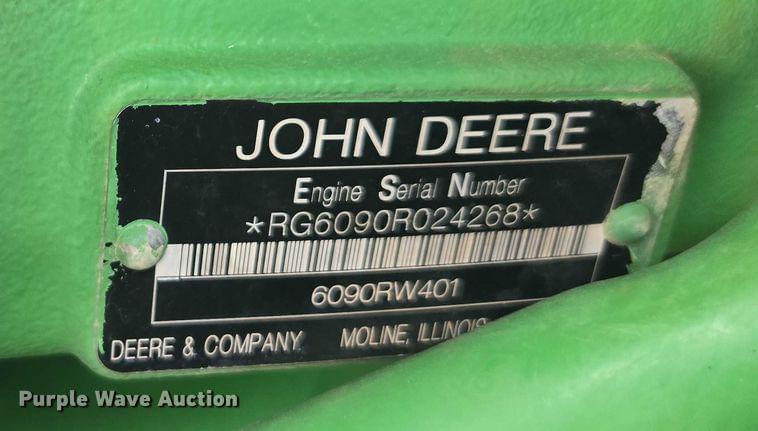 JOHN DEERE
Engine Serial Number
*RG6090R024268*
6090RW401
DEERE & COMPANY MOLINE, ILLINOIS
Purple Wave Auction